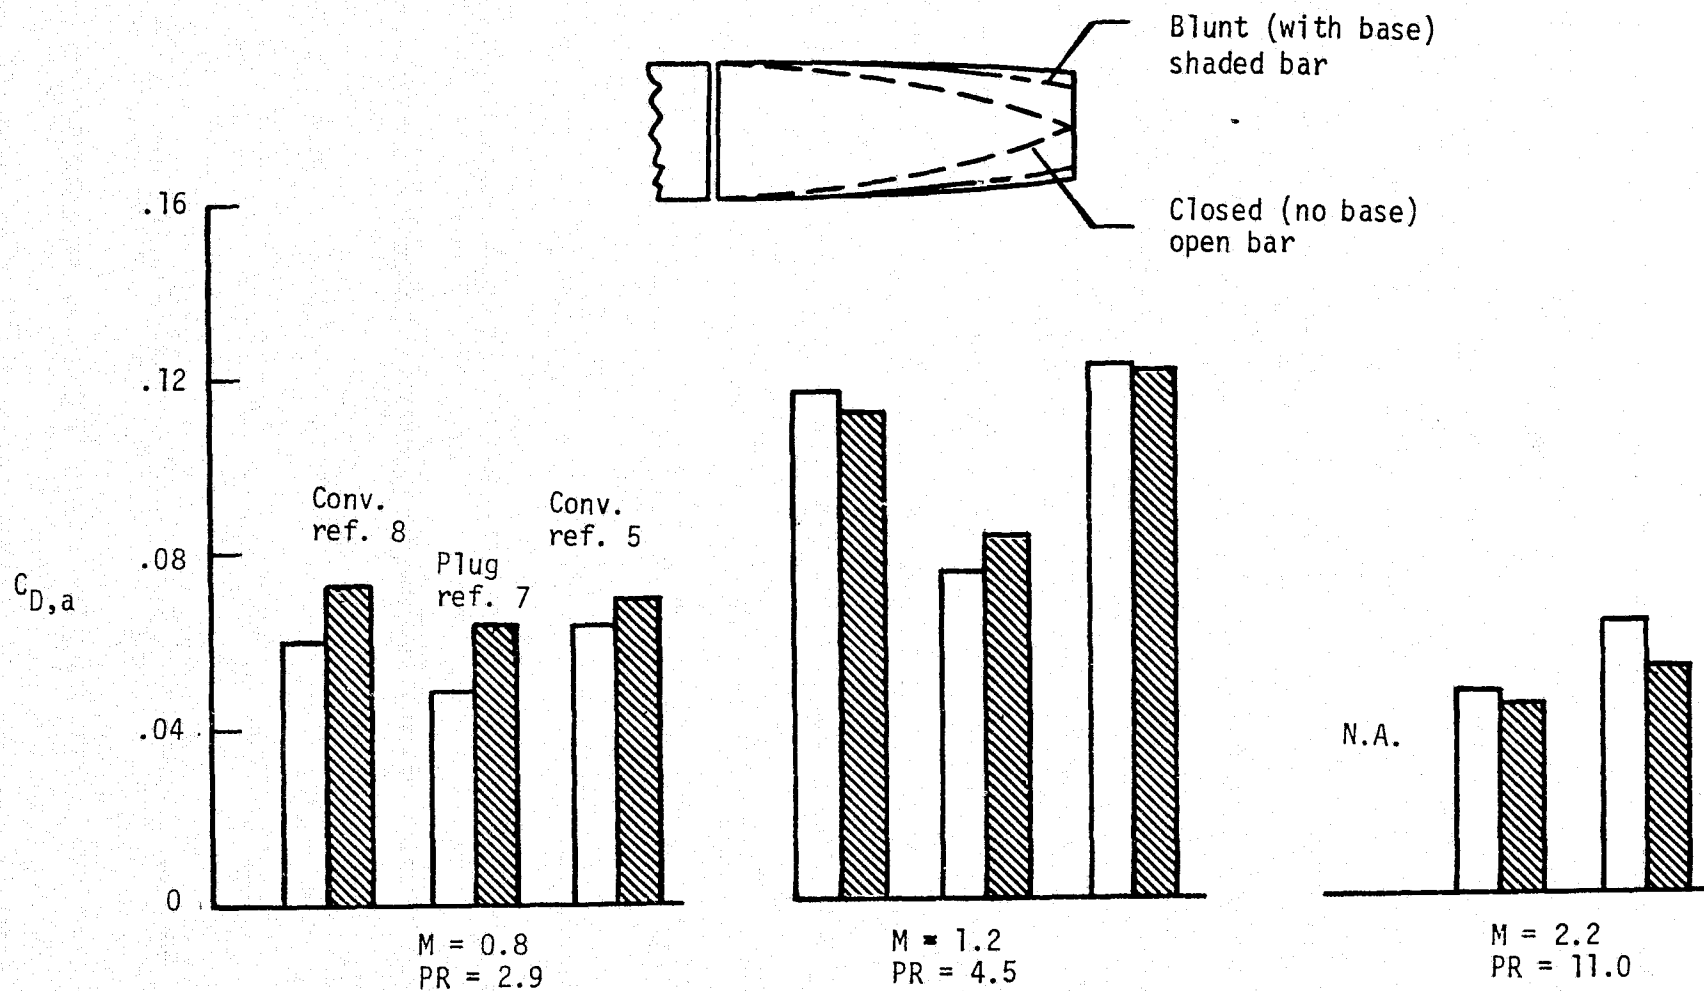 Blunt (with base)
shaded bar
Closed (no base)
open bar
.16
.12
.08
.04
0
C_D,a
Conv.
ref. 8
Plug
ref. 7
Conv.
ref. 5
N.A.
M = 0.8
PR = 2.9
M = 1.2
PR = 4.5
M = 2.2
PR = 11.0